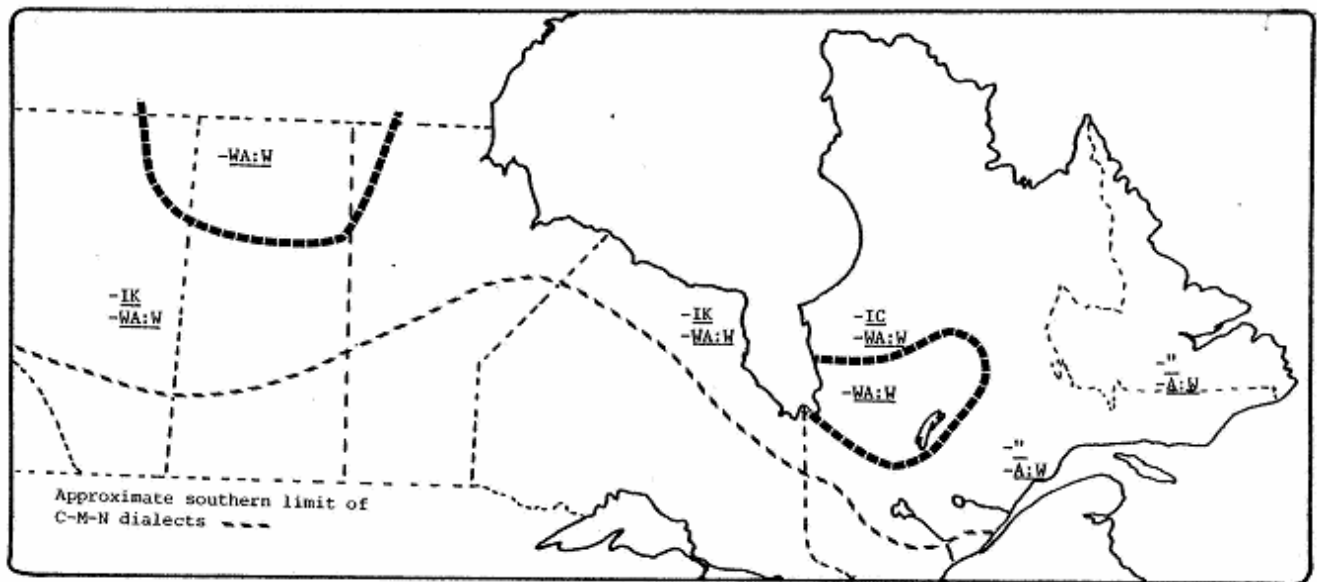 -WA:W
-IK
-WA:W
-IK
-WA:W
-IC
-WA:W
-WA:W
-"
-A:W
-"
-A:W
Approximate southern limit of
C-M-N dialects